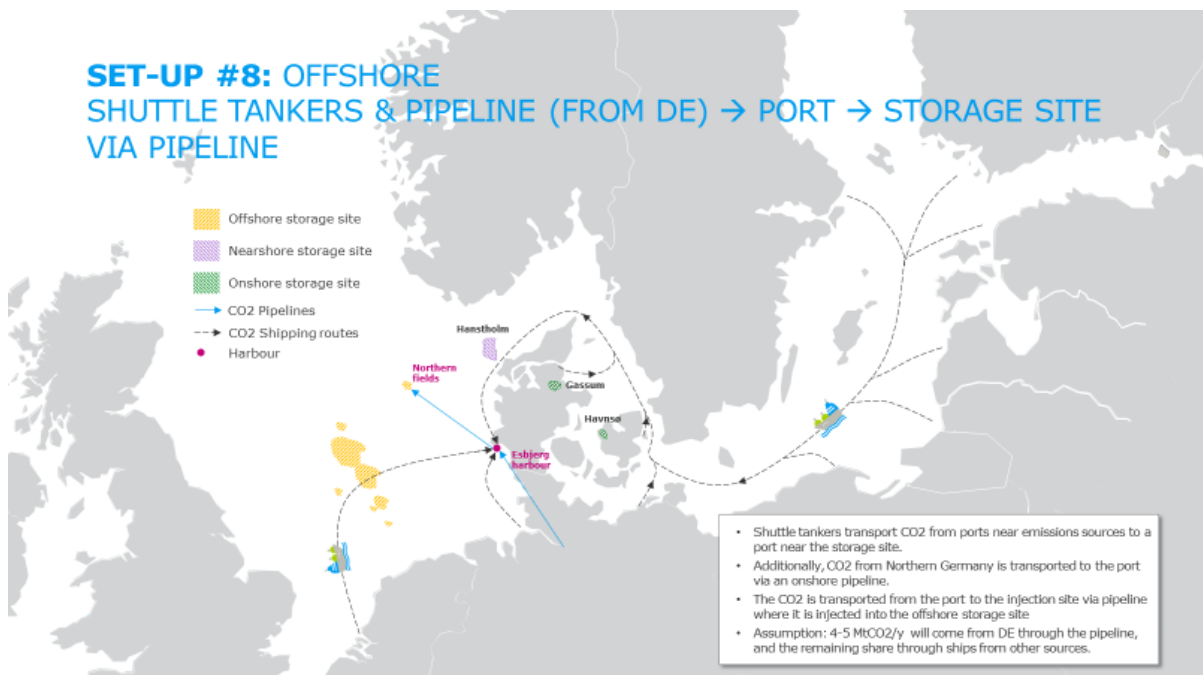 SET-UP #8: OFFSHORE
SHUTTLE TANKERS & PIPELINE (FROM DE) → PORT → STORAGE SITE
VIA PIPELINE
Offshore storage site
Nearshore storage site
Onshore storage site
CO2 Pipelines
CO2 Shipping routes
Harbour
Hanstholm
Northern
fields
Gassum
Havnsø
Esbjerg
harbour
• Shuttle tankers transport CO2 from ports near emissions sources to a
port near the storage site.
• Additionally, CO2 from Northern Germany is transported to the port
via an onshore pipeline.
• The CO2 is transported from the port to the injection site via pipeline
where it is injected into the offshore storage site
• Assumption: 4-5 MtCO2/y will come from DE through the pipeline,
and the remaining share through ships from other sources.